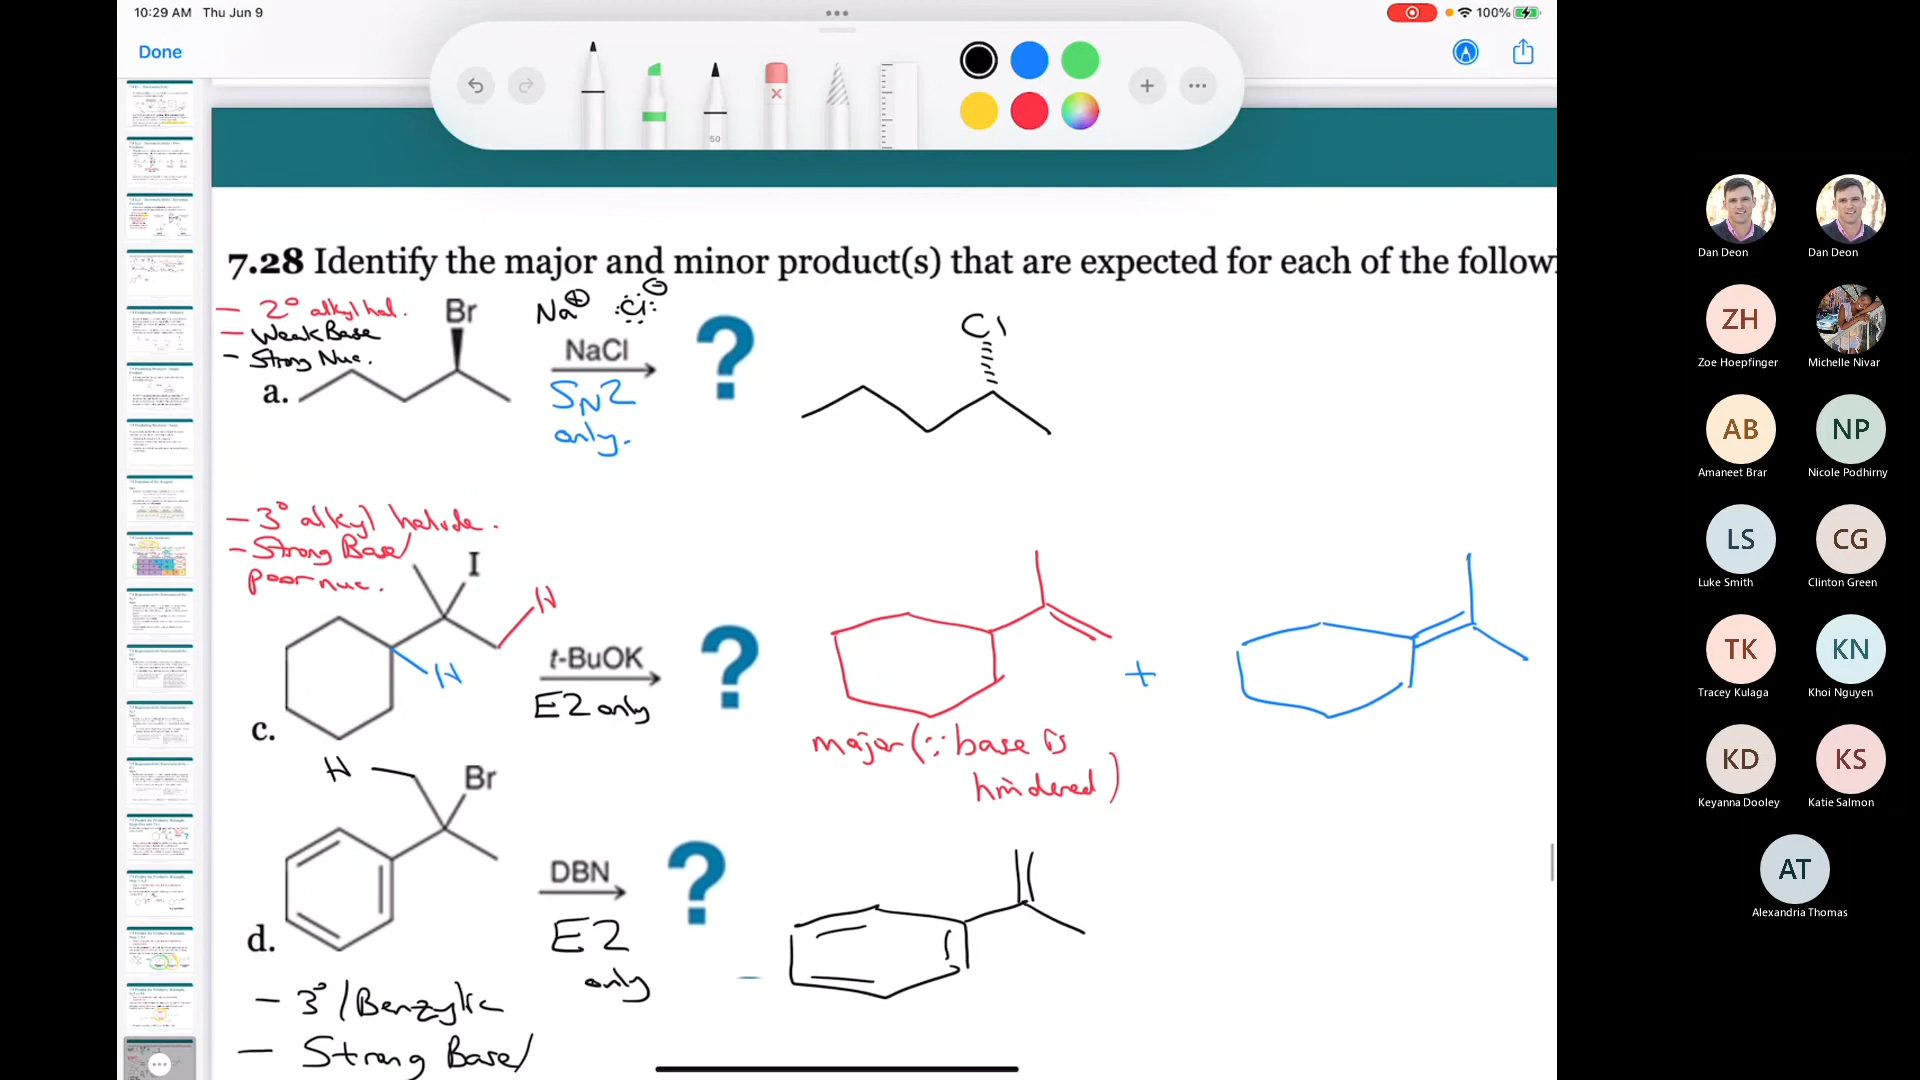 10:29 AM Thu Jun 9
100%
Done
50
7.28 Identify the major and minor product(s) that are expected for each of the follow
- 2° alkyl hal.
- Weak Base
- Strong Nuc.
Br
Na⊕ :Cl:⊖
NaCl
SN2
only.
?
Cl
a.
- 3° alkyl halide.
- Strong Base/
poor nuc.
I
H
H
t-BuOK
E2 only
?
+
c.
major (∵ base is
hindered)
H
Br
DBN
E2
only
?
d.
- 3°/Benzylic
- Strong Base/
Dan Deon
Dan Deon
ZH
Zoe Hoepfinger
Michelle Nivar
AB
Amaneet Brar
NP
Nicole Podhirny
LS
Luke Smith
CG
Clinton Green
TK
Tracey Kulaga
KN
Khoi Nguyen
KD
Keyanna Dooley
KS
Katie Salmon
AT
Alexandria Thomas